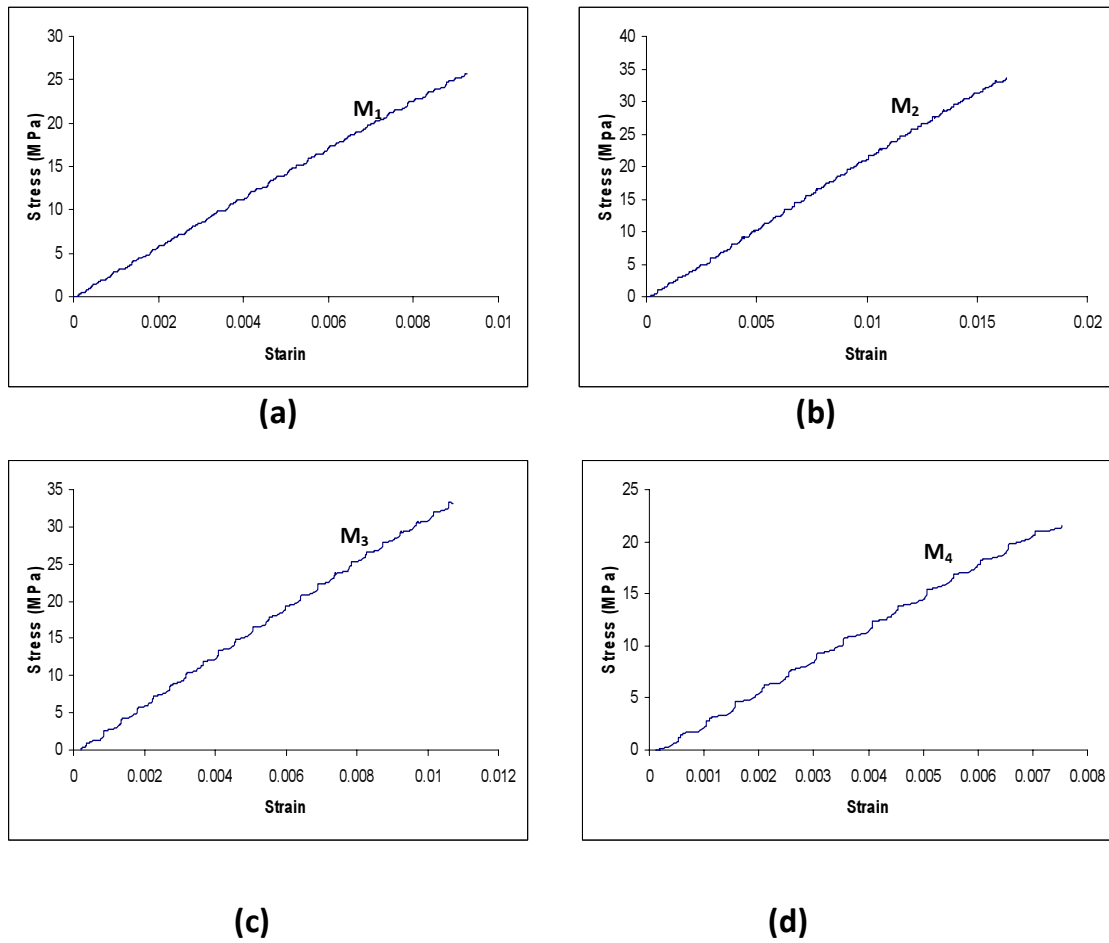 30
25
20
15
10
5
0
Stress (MPa)
M₁
0 0.002 0.004 0.006 0.008 0.01
Starin
(a)
40
35
30
25
20
15
10
5
0
Stress (Mpa)
M₂
0 0.005 0.01 0.015 0.02
Strain
(b)
35
30
25
20
15
10
5
0
Stress (MPa)
M₃
0 0.002 0.004 0.006 0.008 0.01 0.012
Strain
(c)
25
20
15
10
5
0
Stress (MPa)
M₄
0 0.001 0.002 0.003 0.004 0.005 0.006 0.007 0.008
Strain
(d)